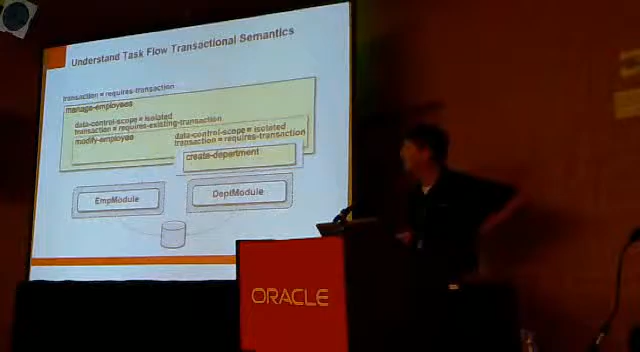 Understand Task Flow Transactional Semantics
transaction = requires-transaction
manage-employees
data-control-scope = isolated
transaction = requires-existing-transaction
modify-employee
data-control-scope = isolated
transaction = requires-transaction
create-department
EmpModule
DeptModule
ORACLE